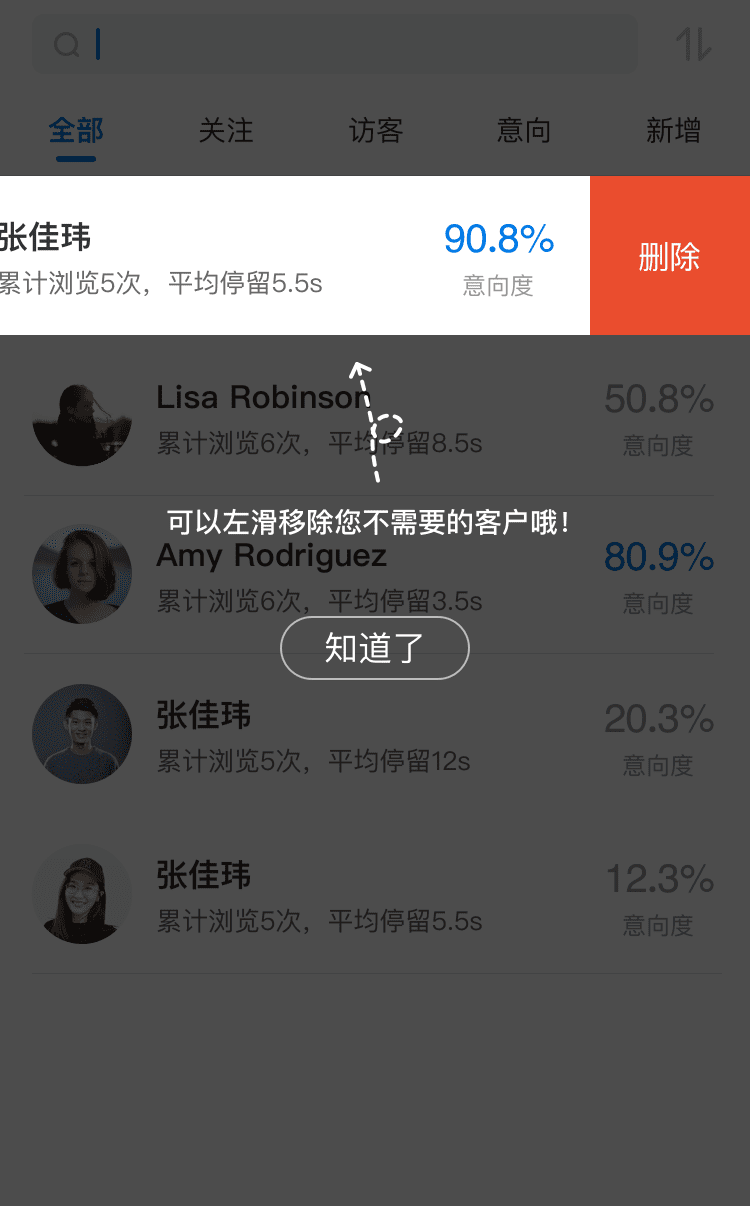 全部 关注 访客 意向 新增
张佳玮 90.8%
累计浏览5次，平均停留5.5s 意向度
删除
Lisa Robinson 50.8%
累计浏览6次，平均停留8.5s 意向度
可以左滑移除您不需要的客户哦！
Amy Rodriguez 80.9%
累计浏览6次，平均停留3.5s 意向度
知道了
张佳玮 20.3%
累计浏览5次，平均停留12s 意向度
张佳玮 12.3%
累计浏览5次，平均停留5.5s 意向度